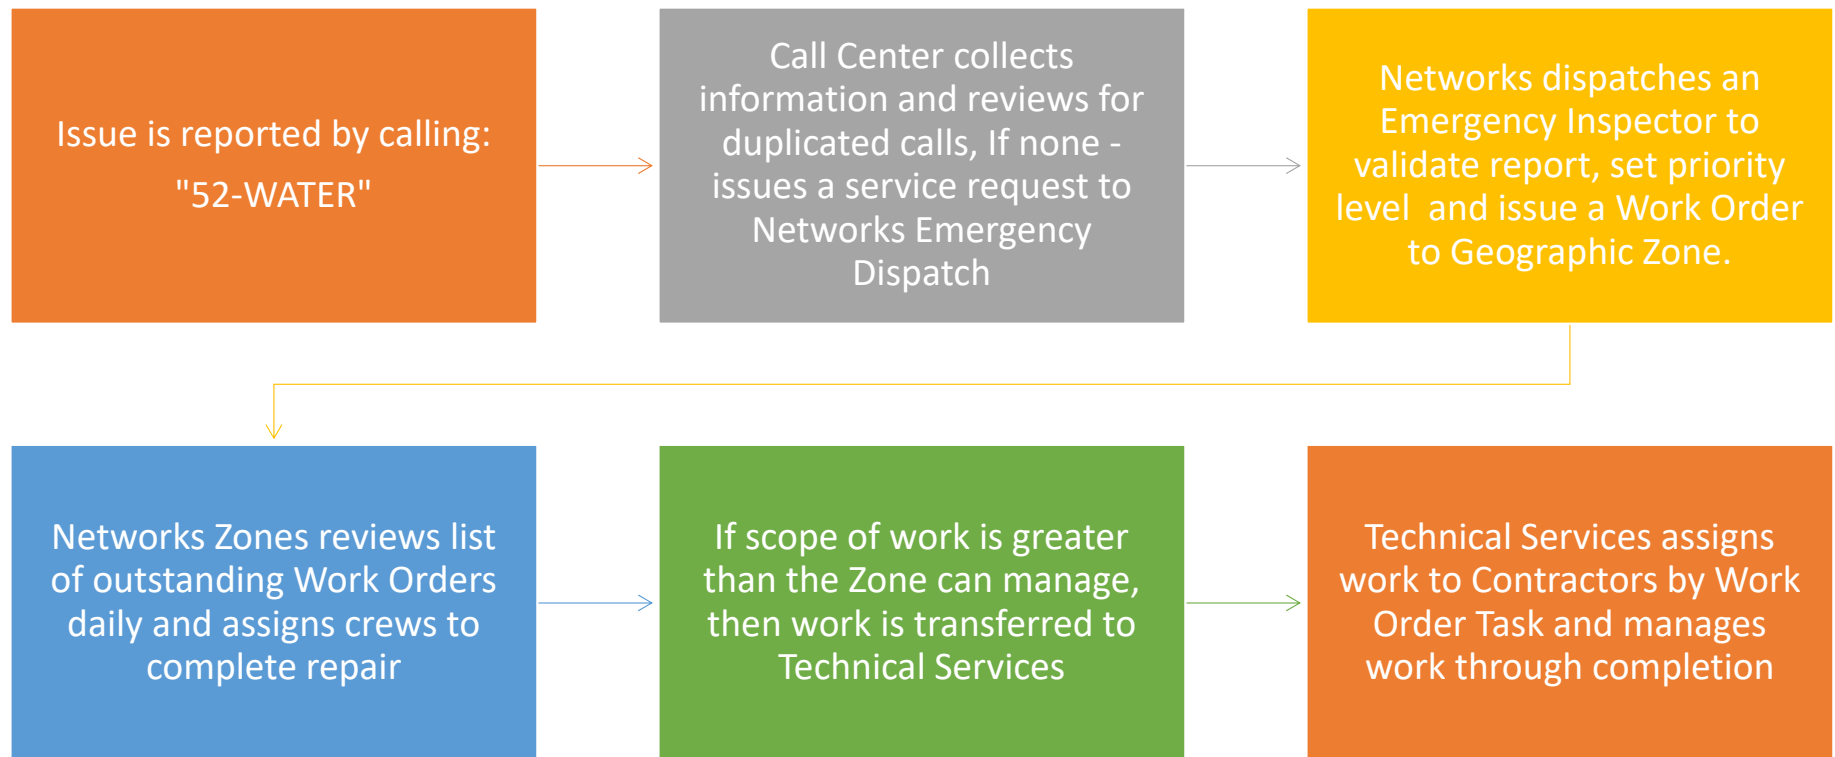 Issue is reported by calling:
"52-WATER"
Call Center collects
information and reviews for
duplicated calls, If none -
issues a service request to
Networks Emergency
Dispatch
Networks dispatches an
Emergency Inspector to
validate report, set priority
level  and issue a Work Order
to Geographic Zone.
Networks Zones reviews list
of outstanding Work Orders
daily and assigns crews to
complete repair
If scope of work is greater
than the Zone can manage,
then work is transferred to
Technical Services
Technical Services assigns
work to Contractors by Work
Order Task and manages
work through completion